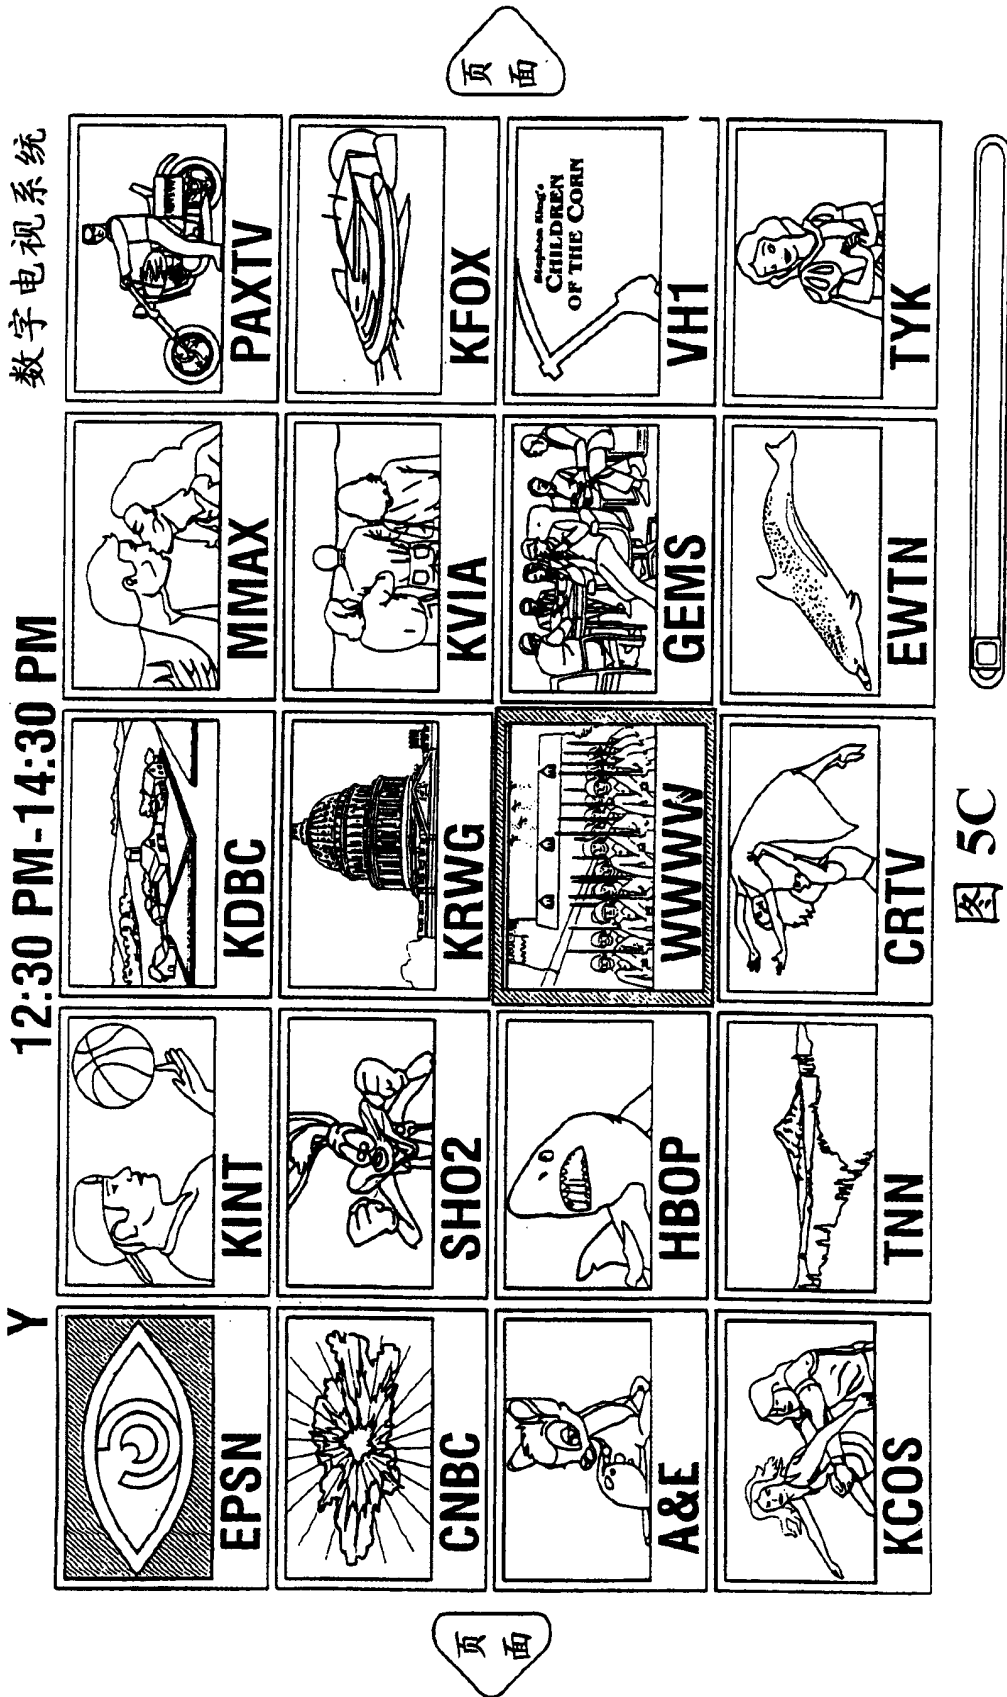 Y 12:30 PM-14:30 PM 数字电视系统
EPSN KINT KDBC MMAX PAXTV
CNBC SHO2 KRWG KVIA KFOX
页面
页面
Stephen King's
CHILDREN
OF THE CORN
A&E HBOP WWWW GEMS VH1
KCOS TNN CRTV EWTN TYK
图 5C